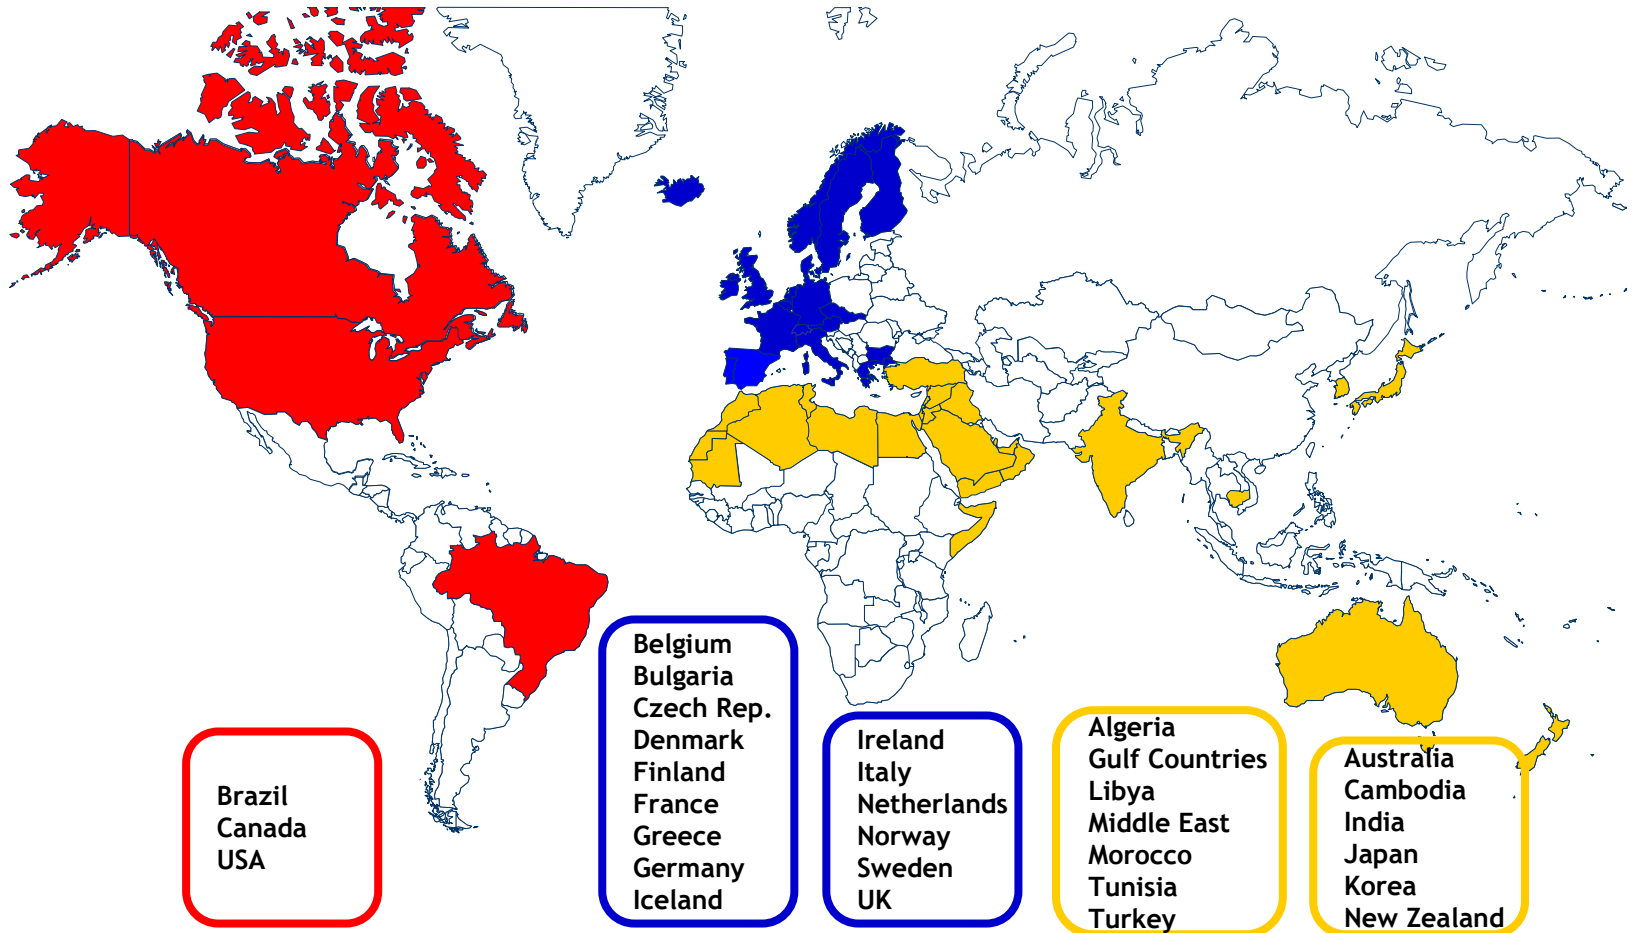 Brazil
Canada
USA
Belgium
Bulgaria
Czech Rep.
Denmark
Finland
France
Greece
Germany
Iceland
Ireland
Italy
Netherlands
Norway
Sweden
UK
Algeria
Gulf Countries
Libya
Middle East
Morocco
Tunisia
Turkey
Australia
Cambodia
India
Japan
Korea
New Zealand